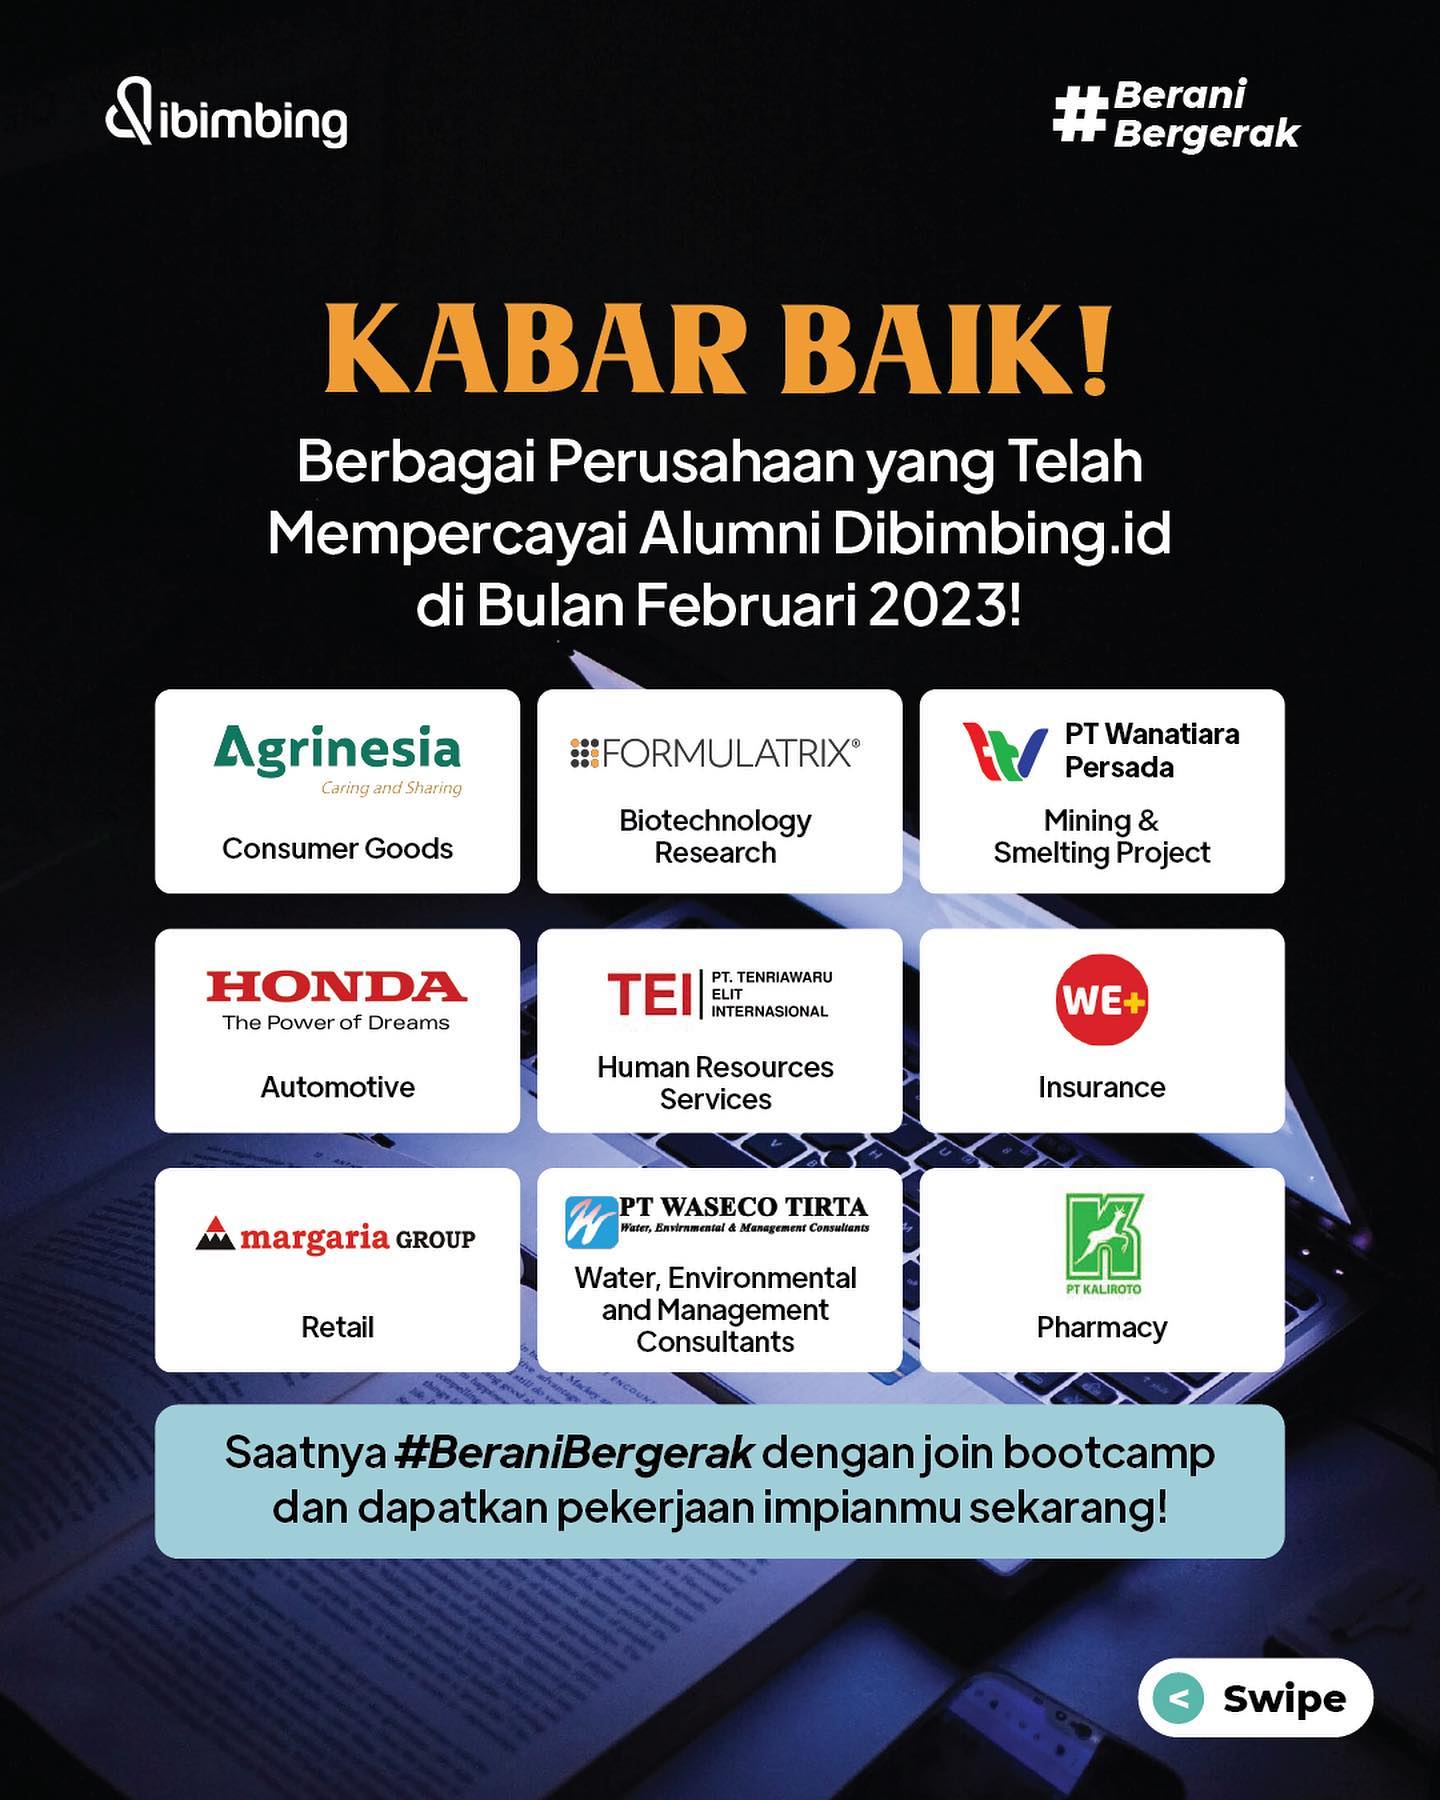 dibimbing
#Berani
Bergerak
KABAR BAIK!
Berbagai Perusahaan yang Telah
Mempercayai Alumni Dibimbing.id
di Bulan Februari 2023!
Agrinesia
Caring and Sharing
Consumer Goods
FORMULATRIX®
Biotechnology
Research
PT Wanatiara
Persada
Mining &
Smelting Project
HONDA
The Power of Dreams
Automotive
TEI
PT. TENRIAWARU
ELIT
INTERNASIONAL
Human Resources
Services
WE+
Insurance
margaria GROUP
Retail
PT WASECO TIRTA
Water, Envirnmental & Management Consultants
Water, Environmental
and Management
Consultants
PT KALIROTO
Pharmacy
Saatnya #BeraniBergerak dengan join bootcamp
dan dapatkan pekerjaan impianmu sekarang!
< Swipe